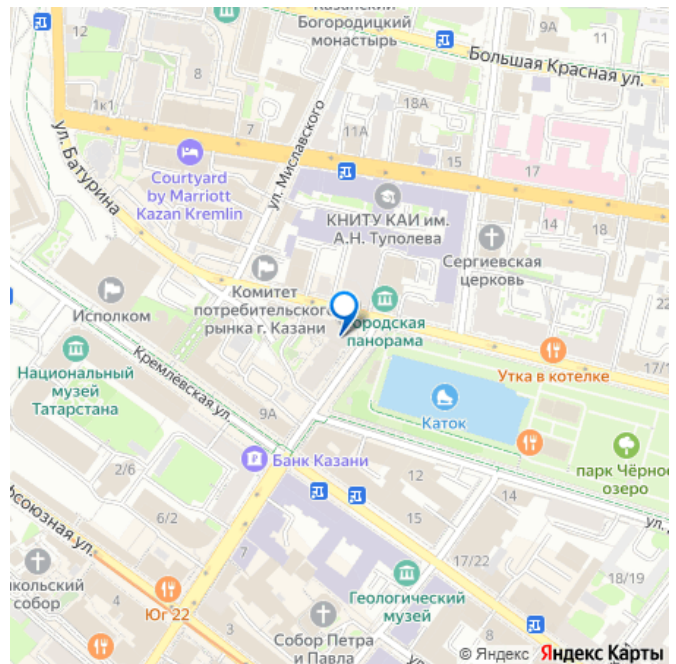 Казанский
Богородицкий
монастырь
9А
11
Большая Красная ул.
8
1к1
7
18А
11А
15
17
ул. Батурина
ул. Миславского
Courtyard
by Marriott
Kazan Kremlin
КНИТУ КАИ им.
А.Н. Туполева
14
18
Сергиевская
церковь
22
Исполком
Комитет
потребительского
рынка г. Казани
Городская
панорама
Национальный
музей
Татарстана
Кремлёвская ул.
Утка в котелке
17/1
Каток
9А
Банк Казани
парк Чёрное
озеро
2/6
12
14
6/2
15
7
17/22
18/19
4
8
3
Юг 22
Геологический
музей
Собор Петра
и Павла
собор
© Яндекс Яндекс Карты